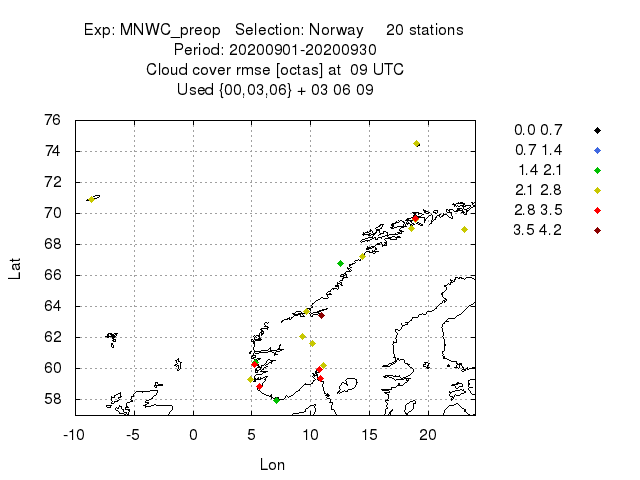 Exp: MNWC_preop   Selection: Norway     20 stations
Period: 20200901-20200930
Cloud cover rmse [octas] at  09 UTC
Used {00,03,06} + 03 06 09
76
74
72
70
68
66
64
62
60
58
Lat
-10 -5 0 5 10 15 20
Lon
0.0 0.7
0.7 1.4
1.4 2.1
2.1 2.8
2.8 3.5
3.5 4.2